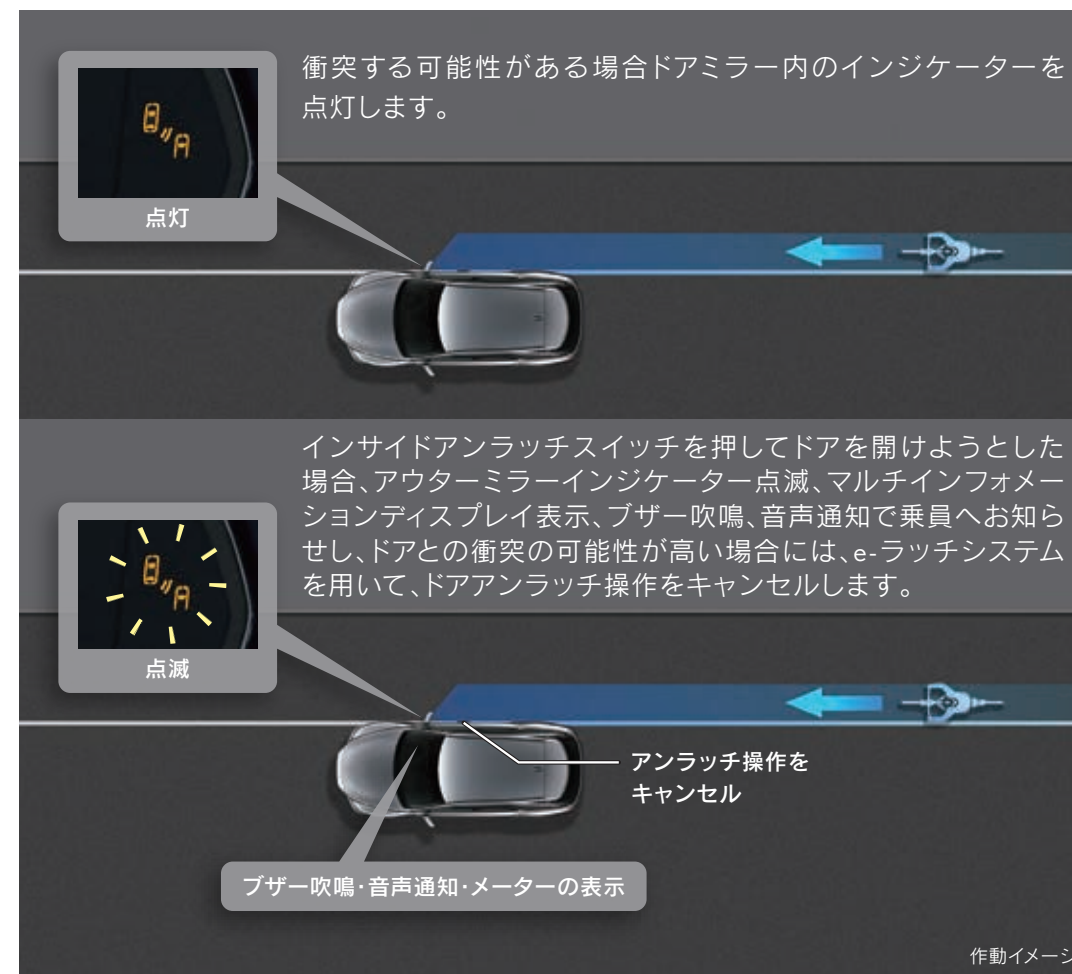 衝突する可能性がある場合ドアミラー内のインジケーターを
点灯します。
点灯
インサイドアンラッチスイッチを押してドアを開けようとした
場合、アウターミラーインジケーター点滅、マルチインフォメー
ションディスプレイ表示、ブザー吹鳴、音声通知で乗員へお知ら
せし、ドアとの衝突の可能性が高い場合には、e-ラッチシステム
を用いて、ドアアンラッチ操作をキャンセルします。
点滅
アンラッチ操作を
キャンセル
ブザー吹鳴・音声通知・メーターの表示
作動イメージ